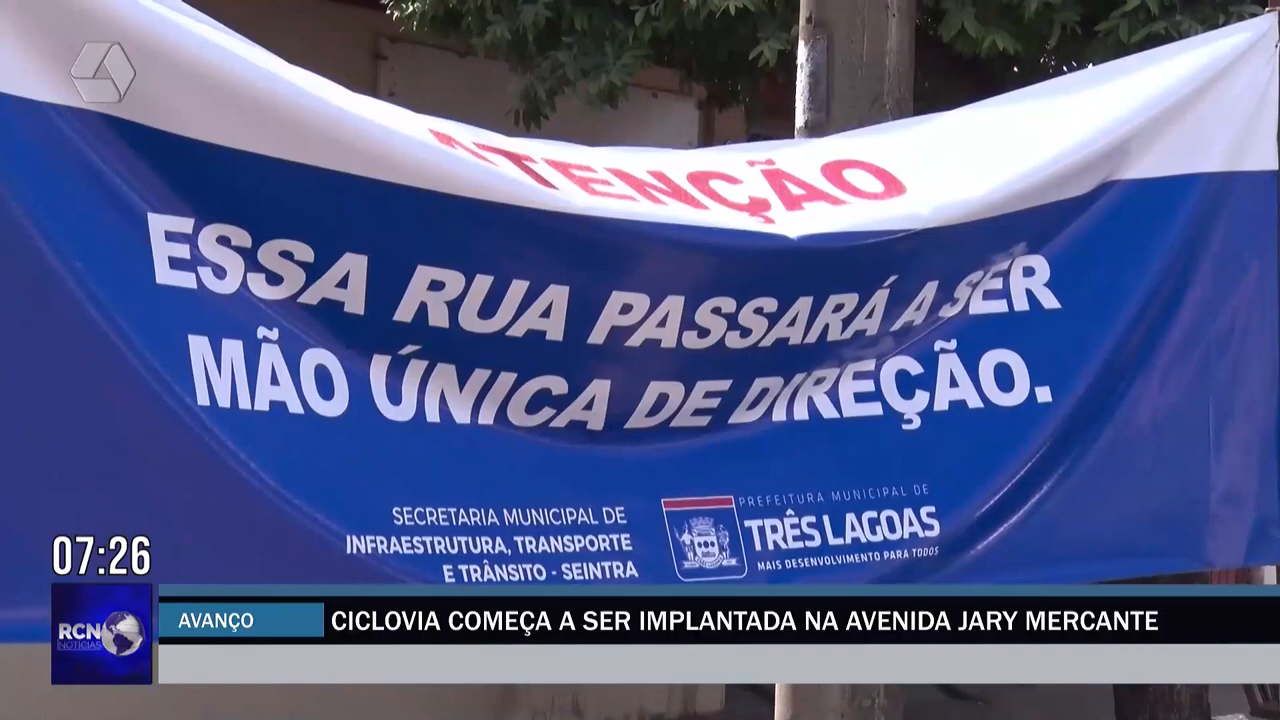 ATENÇÃO
ESSA RUA PASSARÁ A SER
MÃO ÚNICA DE DIREÇÃO.
SECRETARIA MUNICIPAL DE
INFRAESTRUTURA, TRANSPORTE
E TRÂNSITO - SEINTRA
PREFEITURA MUNICIPAL DE
TRÊS LAGOAS
MAIS DESENVOLVIMENTO PARA TODOS
07:26
RCN
NOTÍCIAS
AVANÇO
CICLOVIA COMEÇA A SER IMPLANTADA NA AVENIDA JARY MERCANTE